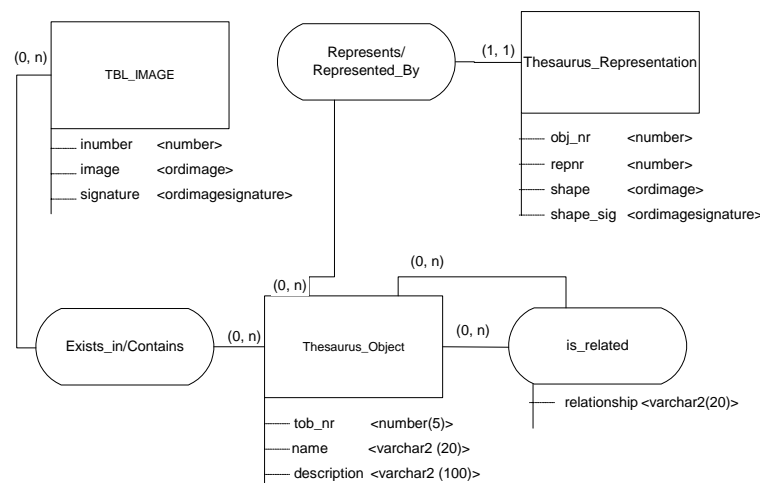 (0, n)
TBL_IMAGE
inumber <number>
image <ordimage>
signature <ordimagesignature>
Represents/
Represented_By
(1, 1)
Thesaurus_Representation
obj_nr <number>
repnr <number>
shape <ordimage>
shape_sig <ordimagesignature>
(0, n)
(0, n)
Exists_in/Contains
(0, n)
Thesaurus_Object
(0, n)
is_related
relationship <varchar2(20)>
tob_nr <number(5)>
name <varchar2 (20)>
description <varchar2 (100)>